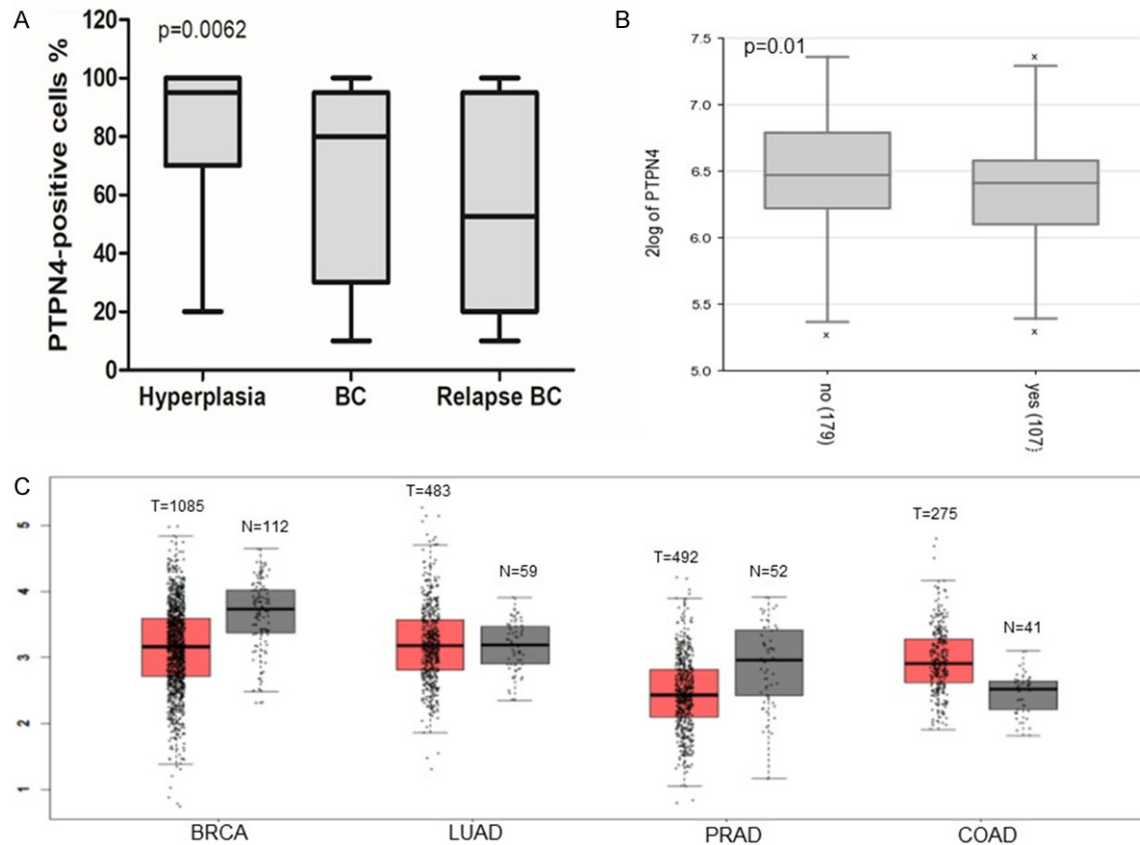 A
p=0.0062
PTPN4-positive cells %
120
100
80
60
40
20
0
Hyperplasia
BC
Relapse BC
B
p=0.01
2log of PTPN4
7.5
7.0
6.5
6.0
5.5
5.0
no (179)
yes (107)
C
T=1085
N=112
T=483
N=59
T=492
N=52
T=275
N=41
5
4
3
2
1
BRCA
LUAD
PRAD
COAD